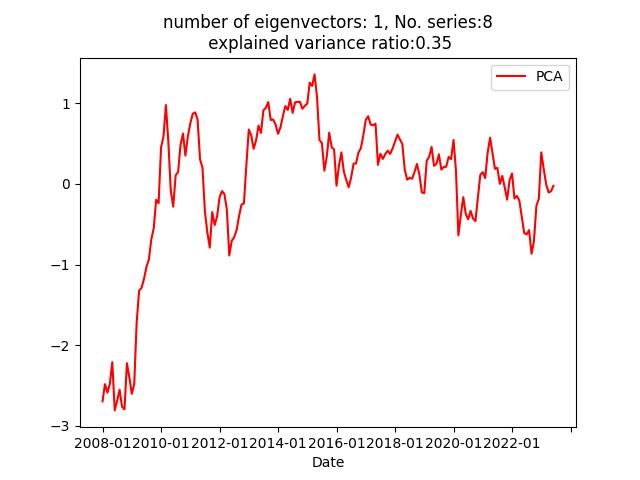 number of eigenvectors: 1, No. series:8
explained variance ratio:0.35
PCA
1
0
−1
−2
−3
2008-01 2010-01 2012-01 2014-01 2016-01 2018-01 2020-01 2022-01
Date